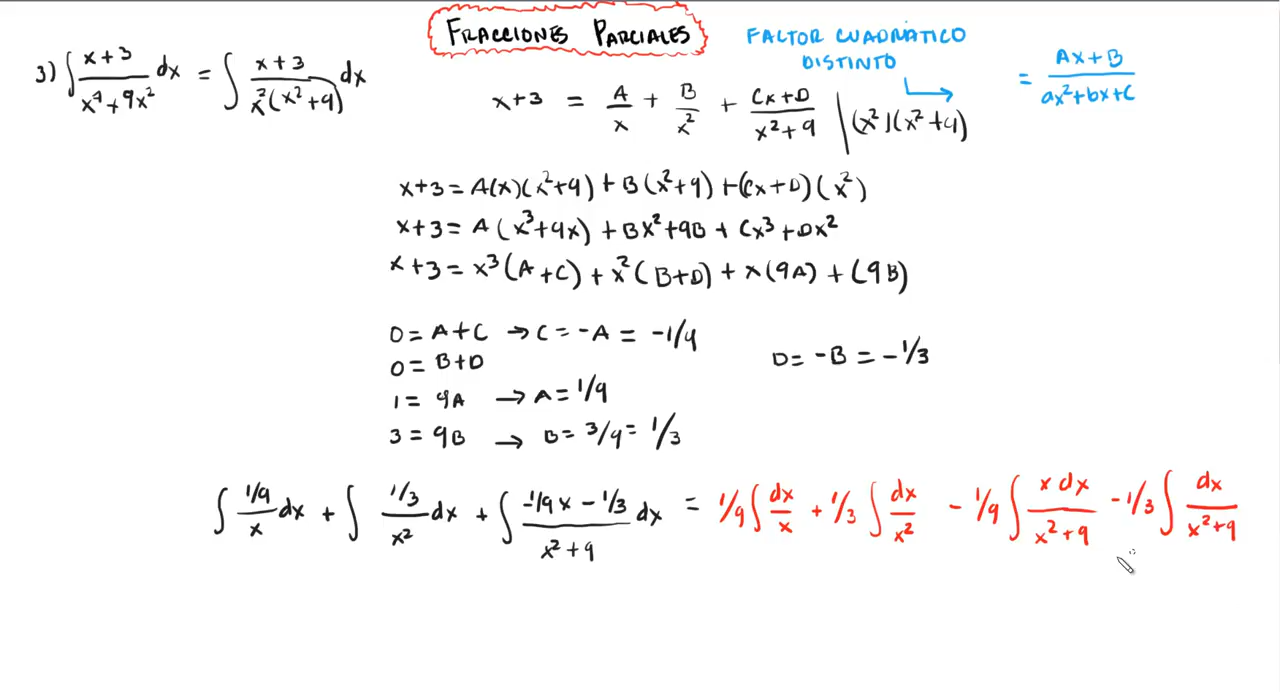 FRACCIONES PARCIALES
FACTOR CUADRÁTICO DISTINTO
= Ax+B / ax²+bx+c
3) ∫ x+3 / x⁴+9x² dx = ∫ x+3 / x²(x²+9) dx
x+3 = A/x + B/x² + Cx+D / x²+9 | (x²)(x²+9)
x+3 = A(x)(x²+9) + B(x²+9) + (Cx+D)(x²)
x+3 = A(x³+9x) + Bx²+9B + Cx³+Dx²
x+3 = x³(A+C) + x²(B+D) + x(9A) + (9B)
0 = A+C → C = -A = -1/9
0 = B+D
D = -B = -1/3
1 = 9A → A = 1/9
3 = 9B → B = 3/9 = 1/3
∫ 1/9 / x dx + ∫ 1/3 / x² dx + ∫ -1/9x - 1/3 / x²+9 dx = 1/9 ∫ dx/x + 1/3 ∫ dx/x² - 1/9 ∫ x dx / x²+9 - 1/3 ∫ dx / x²+9